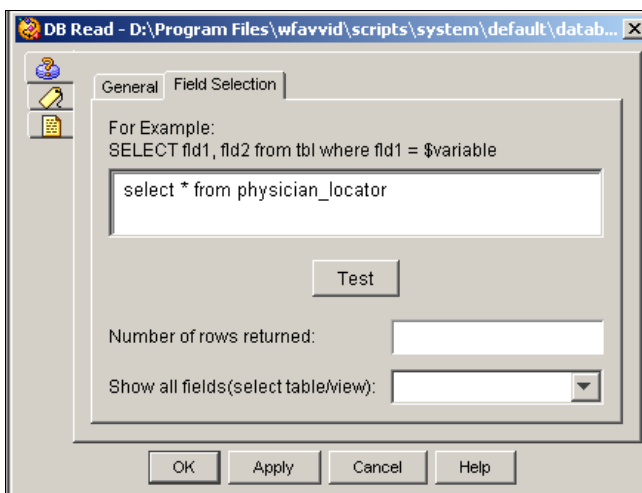 DB Read - D:\Program Files\wfavvid\scripts\system\default\datab...
General
Field Selection
For Example:
SELECT fld1, fld2 from tbl where fld1 = $variable
select * from physician_locator
Test
Number of rows returned:
Show all fields(select table/view):
OK
Apply
Cancel
Help